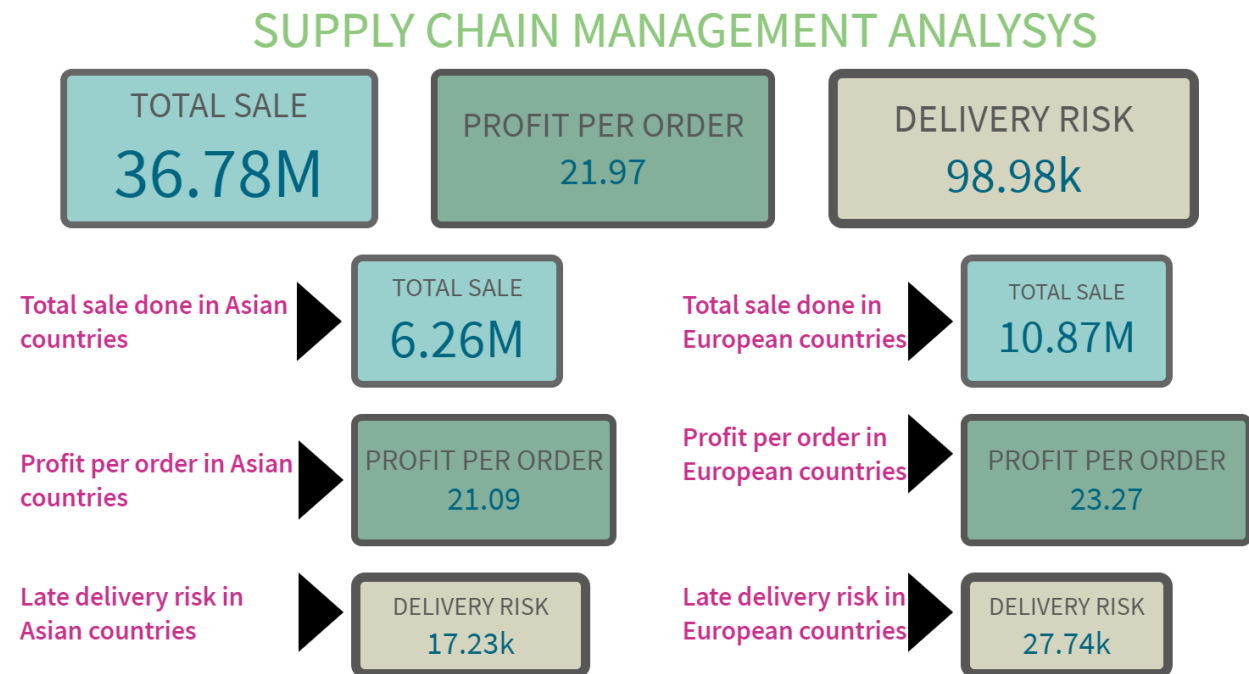 SUPPLY CHAIN MANAGEMENT ANALYSYS
TOTAL SALE
36.78M
PROFIT PER ORDER
21.97
DELIVERY RISK
98.98k
Total sale done in Asian
countries
TOTAL SALE
6.26M
Total sale done in
European countries
TOTAL SALE
10.87M
Profit per order in Asian
countries
PROFIT PER ORDER
21.09
Profit per order in
European countries
PROFIT PER ORDER
23.27
Late delivery risk in
Asian countries
DELIVERY RISK
17.23k
Late delivery risk in
European countries
DELIVERY RISK
27.74k